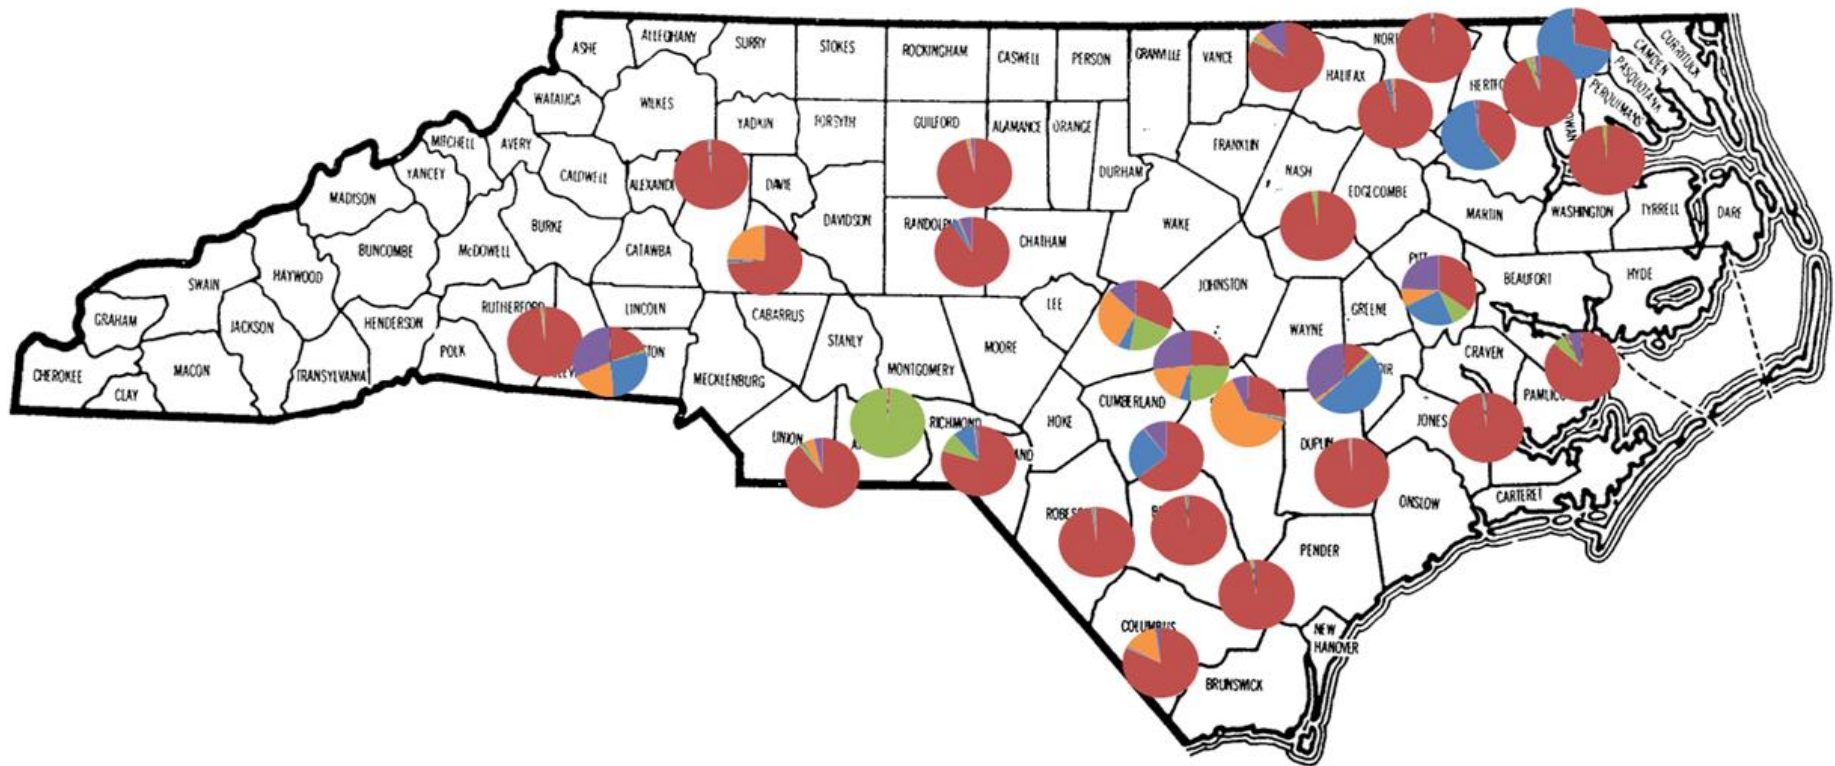 ASHE
ALLEGHANY
SURRY
STOKES
ROCKINGHAM
CASWELL
PERSON
GRANVILLE
VANCE
HALIFAX
CAMDEN
CURRITUCK
PASQUOTANK
PERQUIMANS
WATAUGA
WILKES
YADKIN
FORSYTH
GUILFORD
ALAMANCE
ORANGE
DURHAM
FRANKLIN
NASH
EDGECOMBE
MARTIN
WASHINGTON
TYRRELL
DARE
MITCHELL
AVERY
YANCEY
CALDWELL
DAVIE
MADISON
BURKE
DAVIDSON
CHATHAM
WAKE
BUNCOMBE
McDOWELL
CATAWBA
SWAIN
HAYWOOD
JOHNSTON
BEAUFORT
HYDE
LEE
GRAHAM
JACKSON
HENDERSON
RUTHERFORD
LINCOLN
CABARRUS
STANLY
MOORE
WAYNE
GREENE
CRAVEN
CHEROKEE
CLAY
MACON
TRANSYLVANIA
POLK
MECKLENBURG
MONTGOMERY
HOKE
CUMBERLAND
PAMLICO
UNION
RICHMOND
JONES
ONSLOW
CARTERET
PENDER
COLUMBUS
NEW
HANOVER
BRUNSWICK